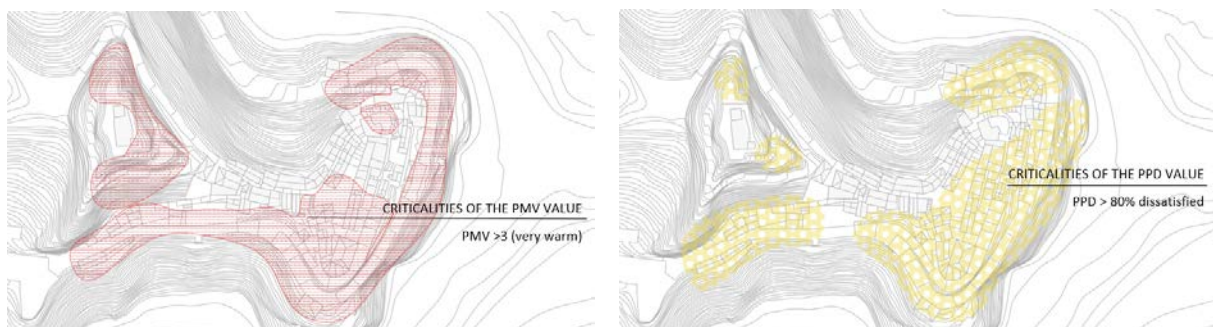 CRITICALITIES OF THE PMV VALUE
PMV >3 (very warm)
CRITICALITIES OF THE PPD VALUE
PPD > 80% dissatisfied